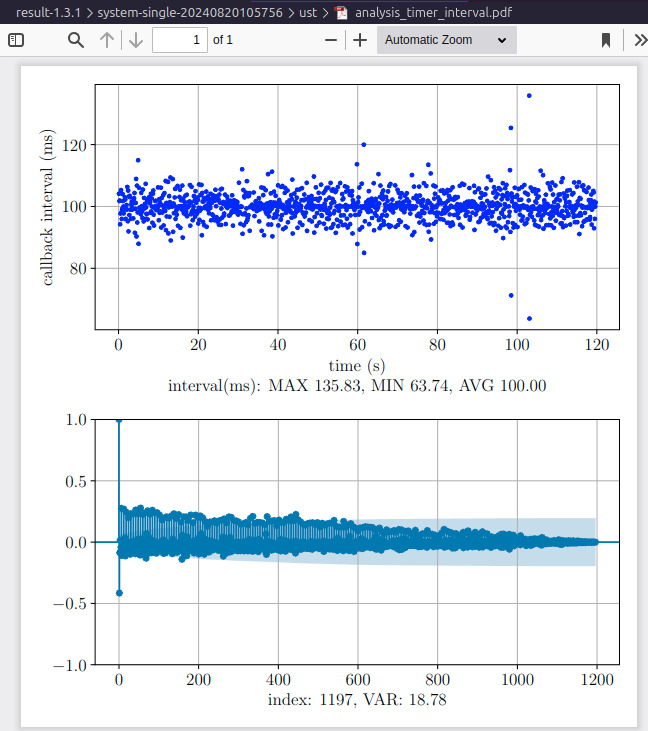 result-1.3.1 > system-single-20240820105756 > ust > analysis_timer_interval.pdf
1 of 1 Automatic Zoom
callback interval (ms)
120
100
80
0 20 40 60 80 100 120
time (s)
interval(ms): MAX 135.83, MIN 63.74, AVG 100.00
1.0
0.5
0.0
−0.5
−1.0
0 200 400 600 800 1000 1200
index: 1197, VAR: 18.78